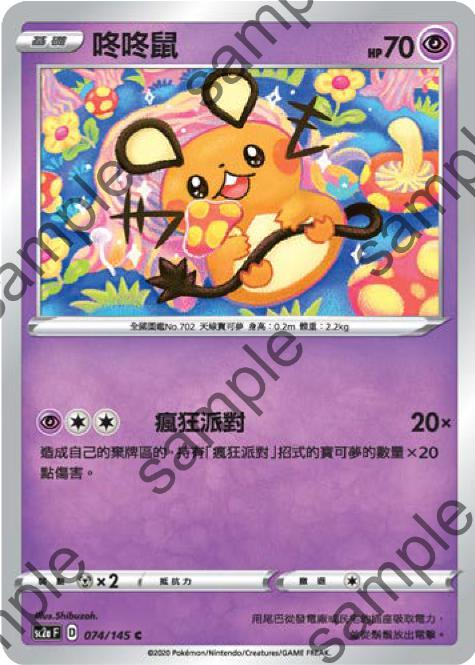 基礎 咚咚鼠 HP70
全國圖鑑No.702 天線寶可夢 身高：0.2m 體重：2.2kg
瘋狂派對 20×
造成自己的棄牌區的、持有「瘋狂派對」招式的寶可夢的數量×20
點傷害。
弱點 ×2 抵抗力 撤退
Illus.Shibuzoh.
sc2a F D 074/145 C
用尾巴從發電廠或民宅的插座吸取電力，
並從鬍鬚放出電擊。
©2020 Pokémon/Nintendo/Creatures/GAME FREAK.
sample
sample
sample
sample
sample
sample
sample
sample